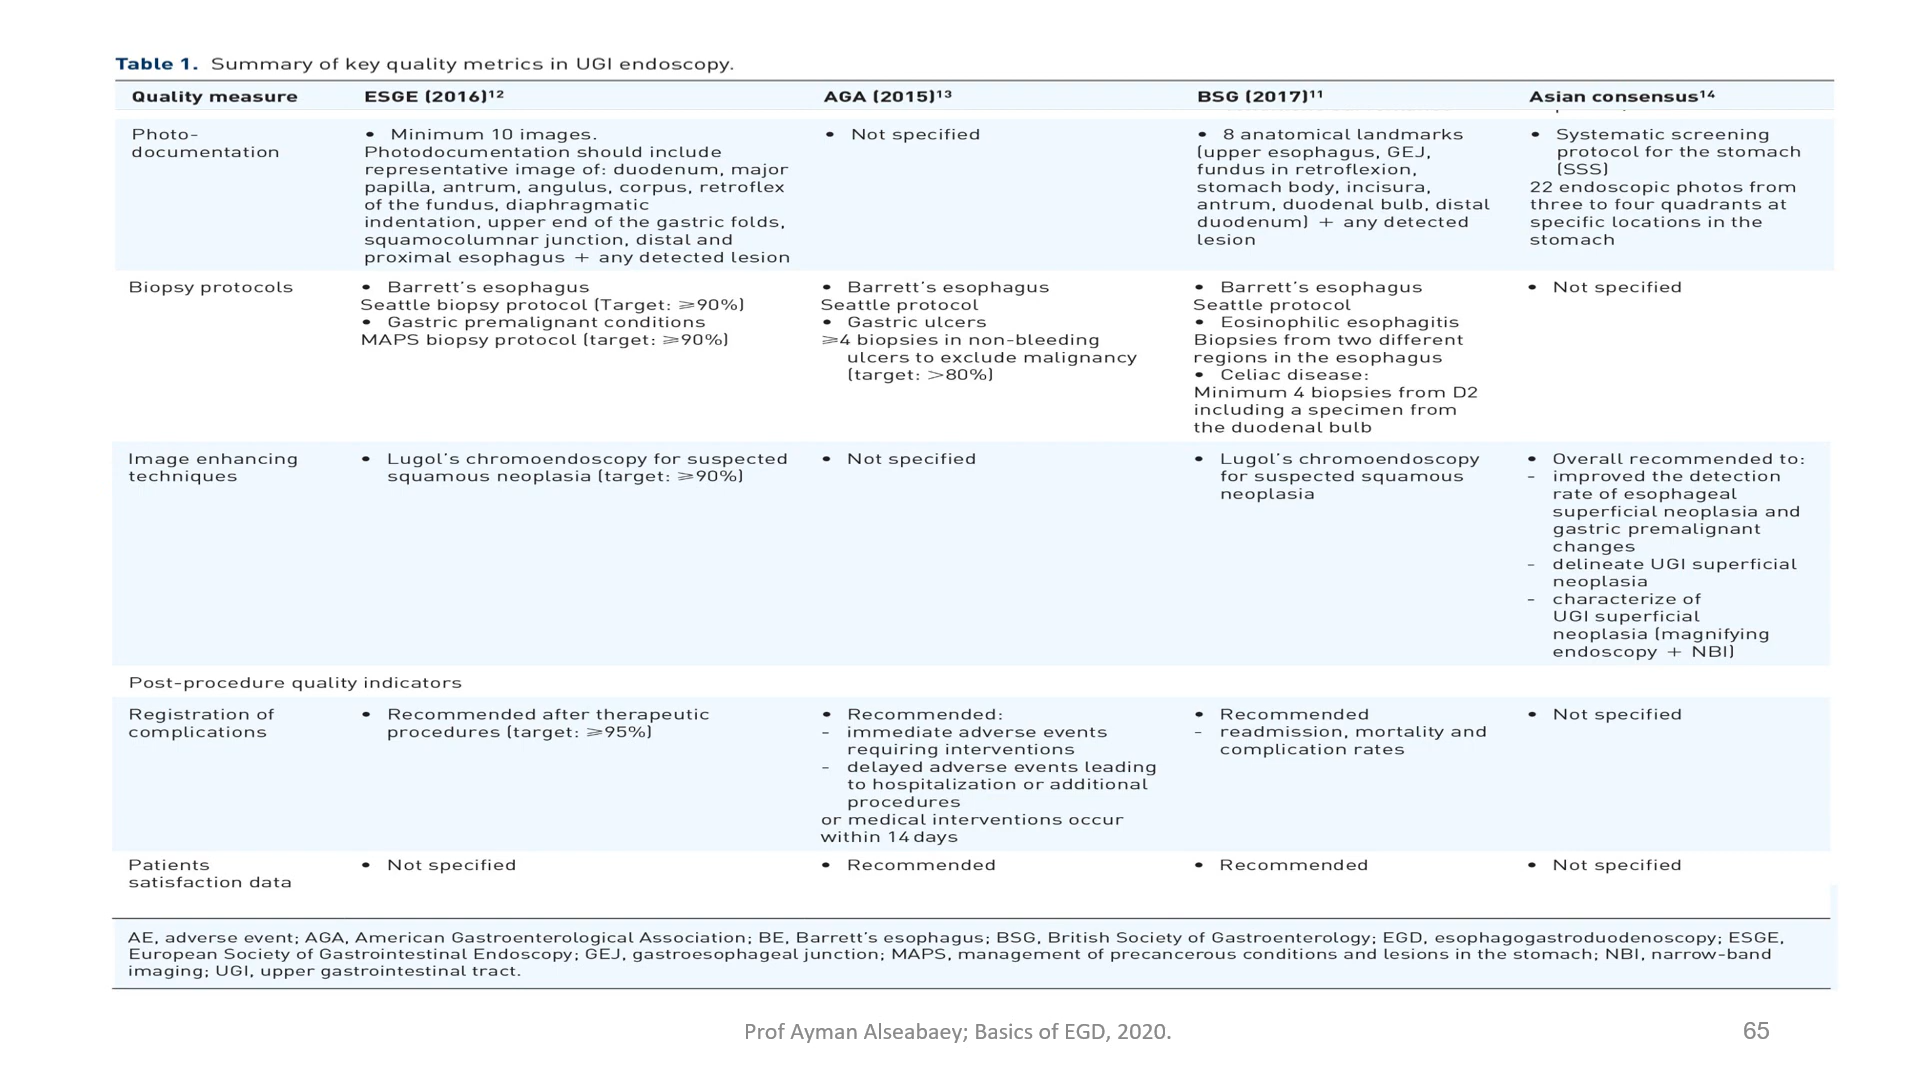 Table 1. Summary of key quality metrics in UGI endoscopy.
Quality measure ESGE (2016)12 AGA (2015)13 BSG (2017)11 Asian consensus14
Photo-
documentation
• Minimum 10 images.
Photodocumentation should include
representative image of: duodenum, major
papilla, antrum, angulus, corpus, retroflex
of the fundus, diaphragmatic
indentation, upper end of the gastric folds,
squamocolumnar junction, distal and
proximal esophagus + any detected lesion
• Not specified
• 8 anatomical landmarks
(upper esophagus, GEJ,
fundus in retroflexion,
stomach body, incisura,
antrum, duodenal bulb, distal
duodenum) + any detected
lesion
• Systematic screening
protocol for the stomach
(SSS)
22 endoscopic photos from
three to four quadrants at
specific locations in the
stomach
Biopsy protocols
• Barrett's esophagus
Seattle biopsy protocol (Target: ⩾90%)
• Gastric premalignant conditions
MAPS biopsy protocol (target: ⩾90%)
• Barrett's esophagus
Seattle protocol
• Gastric ulcers
⩾4 biopsies in non-bleeding
ulcers to exclude malignancy
(target: >80%)
• Barrett's esophagus
Seattle protocol
• Eosinophilic esophagitis
Biopsies from two different
regions in the esophagus
• Celiac disease:
Minimum 4 biopsies from D2
including a specimen from
the duodenal bulb
• Not specified
Image enhancing
techniques
• Lugol's chromoendoscopy for suspected
squamous neoplasia (target: ⩾90%)
• Not specified
• Lugol's chromoendoscopy
for suspected squamous
neoplasia
• Overall recommended to:
- improved the detection
rate of esophageal
superficial neoplasia and
gastric premalignant
changes
- delineate UGI superficial
neoplasia
- characterize of
UGI superficial
neoplasia (magnifying
endoscopy + NBI)
Post-procedure quality indicators
Registration of
complications
• Recommended after therapeutic
procedures (target: ⩾95%)
• Recommended:
- immediate adverse events
requiring interventions
- delayed adverse events leading
to hospitalization or additional
procedures
or medical interventions occur
within 14 days
• Recommended
- readmission, mortality and
complication rates
• Not specified
Patients
satisfaction data
• Not specified
• Recommended
• Recommended
• Not specified
AE, adverse event; AGA, American Gastroenterological Association; BE, Barrett's esophagus; BSG, British Society of Gastroenterology; EGD, esophagogastroduodenoscopy; ESGE,
European Society of Gastrointestinal Endoscopy; GEJ, gastroesophageal junction; MAPS, management of precancerous conditions and lesions in the stomach; NBI, narrow-band
imaging; UGI, upper gastrointestinal tract.
Prof Ayman Alseabaey; Basics of EGD, 2020.
65